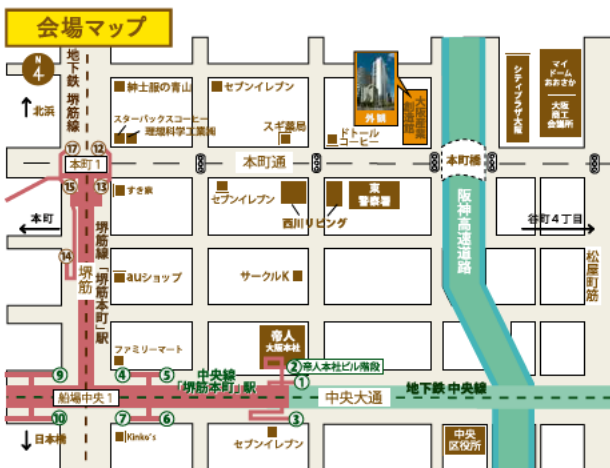 会場マップ
N
4
地下鉄 堺筋線
北浜
紳士服の青山
セブンイレブン
外観
大阪産業
創造館
シティプラザ大阪
マイ
ドーム
おおさか
大阪
商工
会議所
スターバックスコーヒー
理想科学工業㈱
スギ薬局
ドトール
コーヒー
⑰
⑫
本町1
本町通
本町橋
⑮
⑬
すき家
セブンイレブン
西川リビング
東
警察署
本町
谷町4丁目
阪神高速道路
松屋町筋
⑭
堺筋
堺筋線「堺筋本町」駅
auショップ
サークルK
ファミリーマート
帝人
大阪本社
②帝人本社ビル階段
中央線
「堺筋本町」駅
①
地下鉄 中央線
⑨
④
⑤
船場中央1
中央大通
⑩
⑦
⑥
③
日本橋
Kinko's
セブンイレブン
中央
区役所